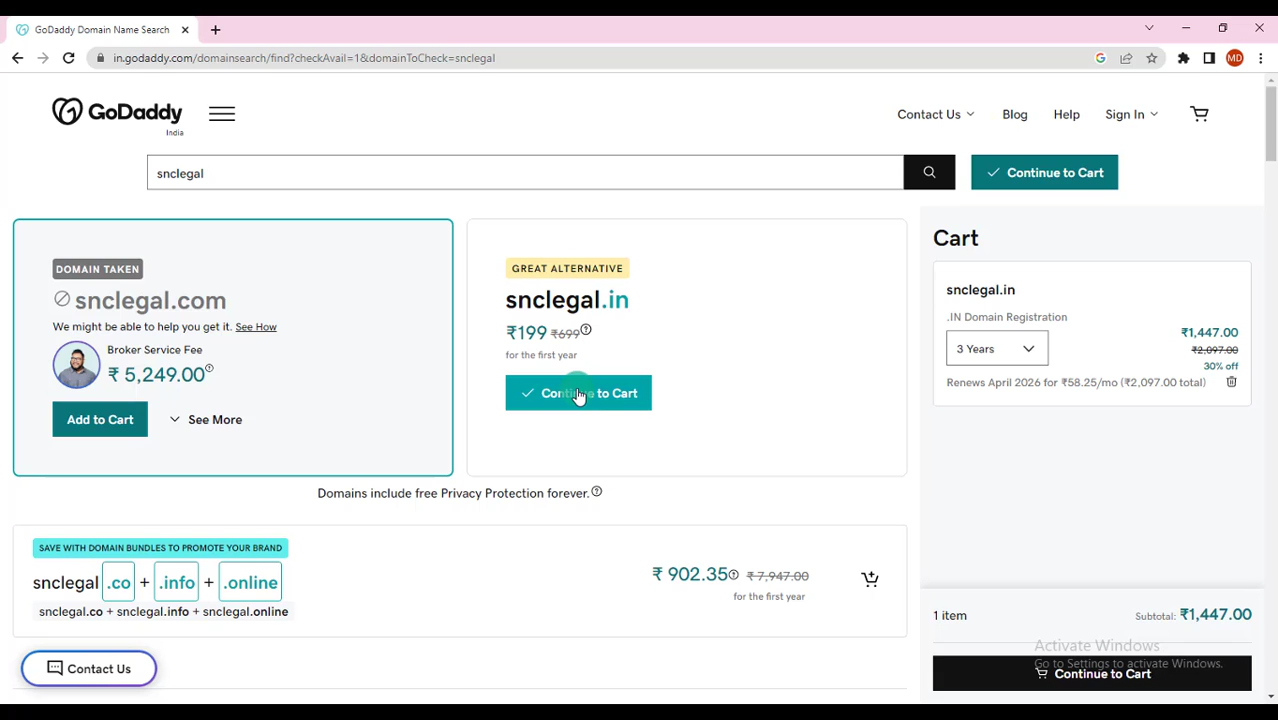 GoDaddy Domain Name Search
in.godaddy.com/domainsearch/find?checkAvail=1&domainToCheck=snclegal
MD
GoDaddy
India
Contact Us
Blog
Help
Sign In
snclegal
Continue to Cart
DOMAIN TAKEN
snclegal.com
We might be able to help you get it. See How
Broker Service Fee
₹ 5,249.00
Add to Cart
See More
GREAT ALTERNATIVE
snclegal.in
₹199 ₹699
for the first year
Continue to Cart
Domains include free Privacy Protection forever.
SAVE WITH DOMAIN BUNDLES TO PROMOTE YOUR BRAND
snclegal .co + .info + .online
snclegal.co + snclegal.info + snclegal.online
₹ 902.35 ₹ 7,947.00
for the first year
Contact Us
Cart
snclegal.in
.IN Domain Registration
3 Years
₹1,447.00
₹2,097.00
30% off
Renews April 2026 for ₹58.25/mo (₹2,097.00 total)
1 item
Subtotal: ₹1,447.00
Activate Windows
Go to Settings to activate Windows.
Continue to Cart